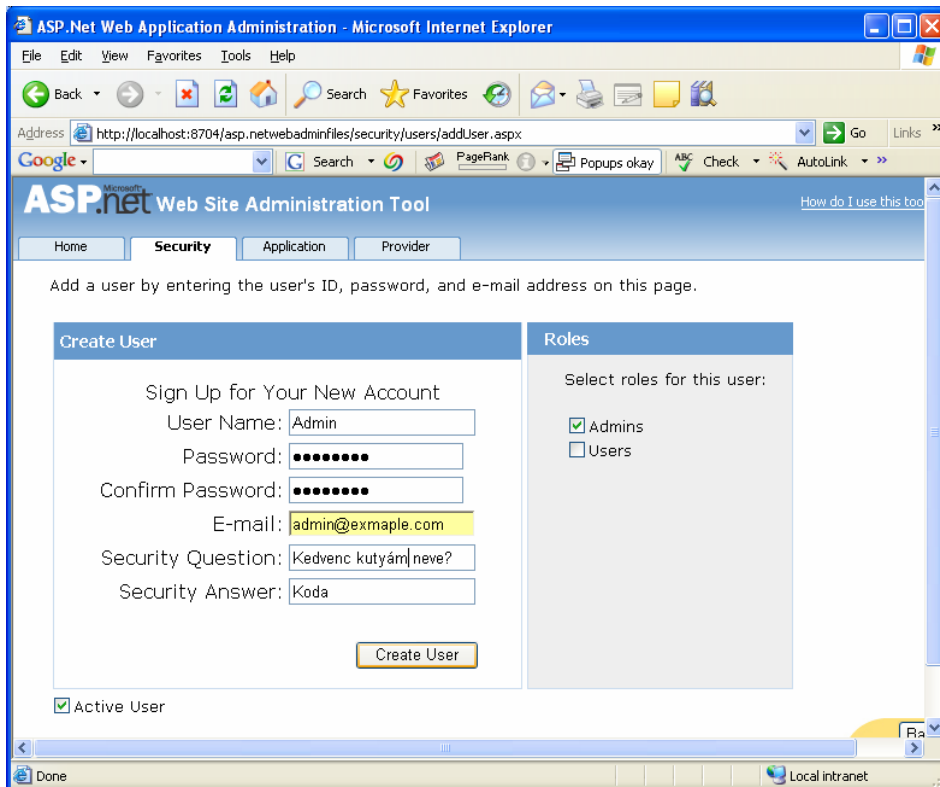 ASP.Net Web Application Administration - Microsoft Internet Explorer
File Edit View Favorites Tools Help
Back Search Favorites
Address http://localhost:8704/asp.netwebadminfiles/security/users/addUser.aspx Go Links »
Google Search PageRank Popups okay ABC Check AutoLink »
Microsoft ASP.net Web Site Administration Tool How do I use this too
Home Security Application Provider
Add a user by entering the user's ID, password, and e-mail address on this page.
Create User
Roles
Sign Up for Your New Account
User Name: Admin
Password: ●●●●●●●●
Confirm Password: ●●●●●●●●
E-mail: admin@exmaple.com
Security Question: Kedvenc kutyám neve?
Security Answer: Koda
Create User
Select roles for this user:
Admins
Users
Active User
Ba
Done Local intranet